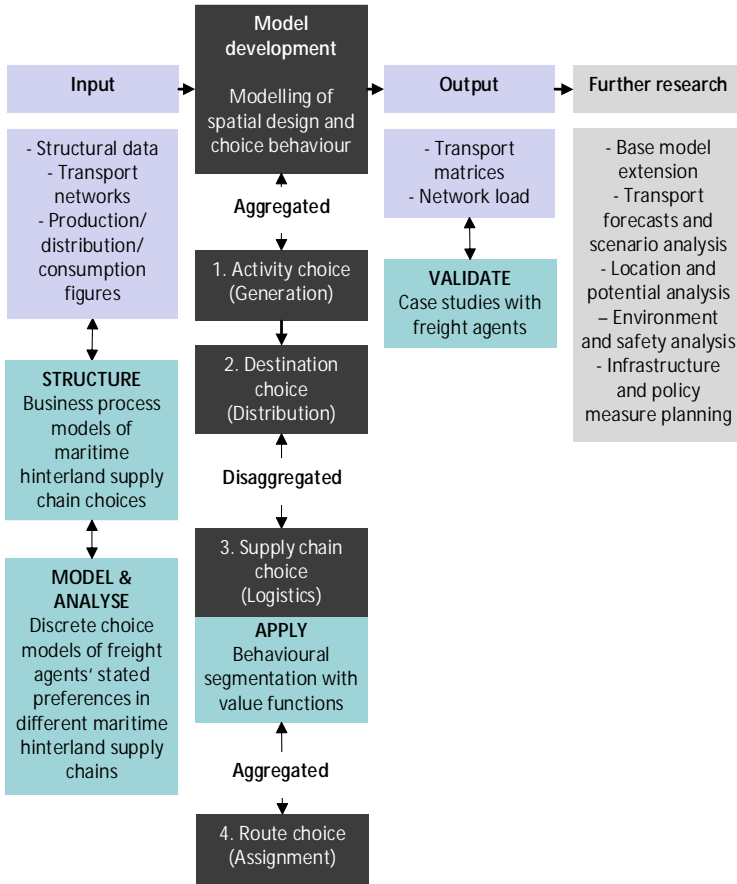 Input
- Structural data
- Transport
networks
- Production/
distribution/
consumption
figures
STRUCTURE
Business process
models of
maritime
hinterland supply
chain choices
MODEL &
ANALYSE
Discrete choice
models of freight
agents‘ stated
preferences in
different maritime
hinterland supply
chains
Model
development
Modelling of
spatial design and
choice behaviour
Aggregated
1. Activity choice
(Generation)
2. Destination
choice
(Distribution)
Disaggregated
3. Supply chain
choice
(Logistics)
APPLY
Behavioural
segmentation with
value functions
Aggregated
4. Route choice
(Assignment)
Output
- Transport
matrices
- Network load
VALIDATE
Case studies with
freight agents
Further research
- Base model
extension
- Transport
forecasts and
scenario analysis
- Location and
potential analysis
– Environment
and safety analysis
- Infrastructure
and policy
measure planning